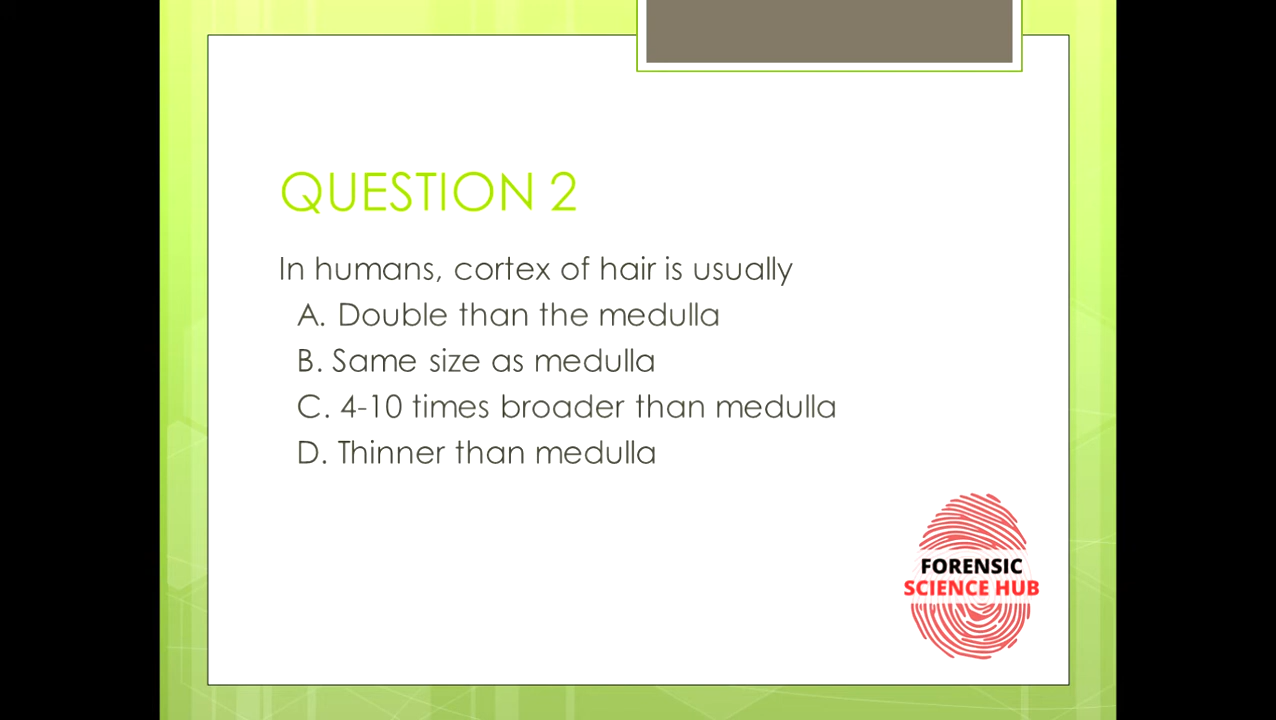 QUESTION 2
In humans, cortex of hair is usually
A. Double than the medulla
B. Same size as medulla
C. 4-10 times broader than medulla
D. Thinner than medulla
FORENSIC
SCIENCE HUB